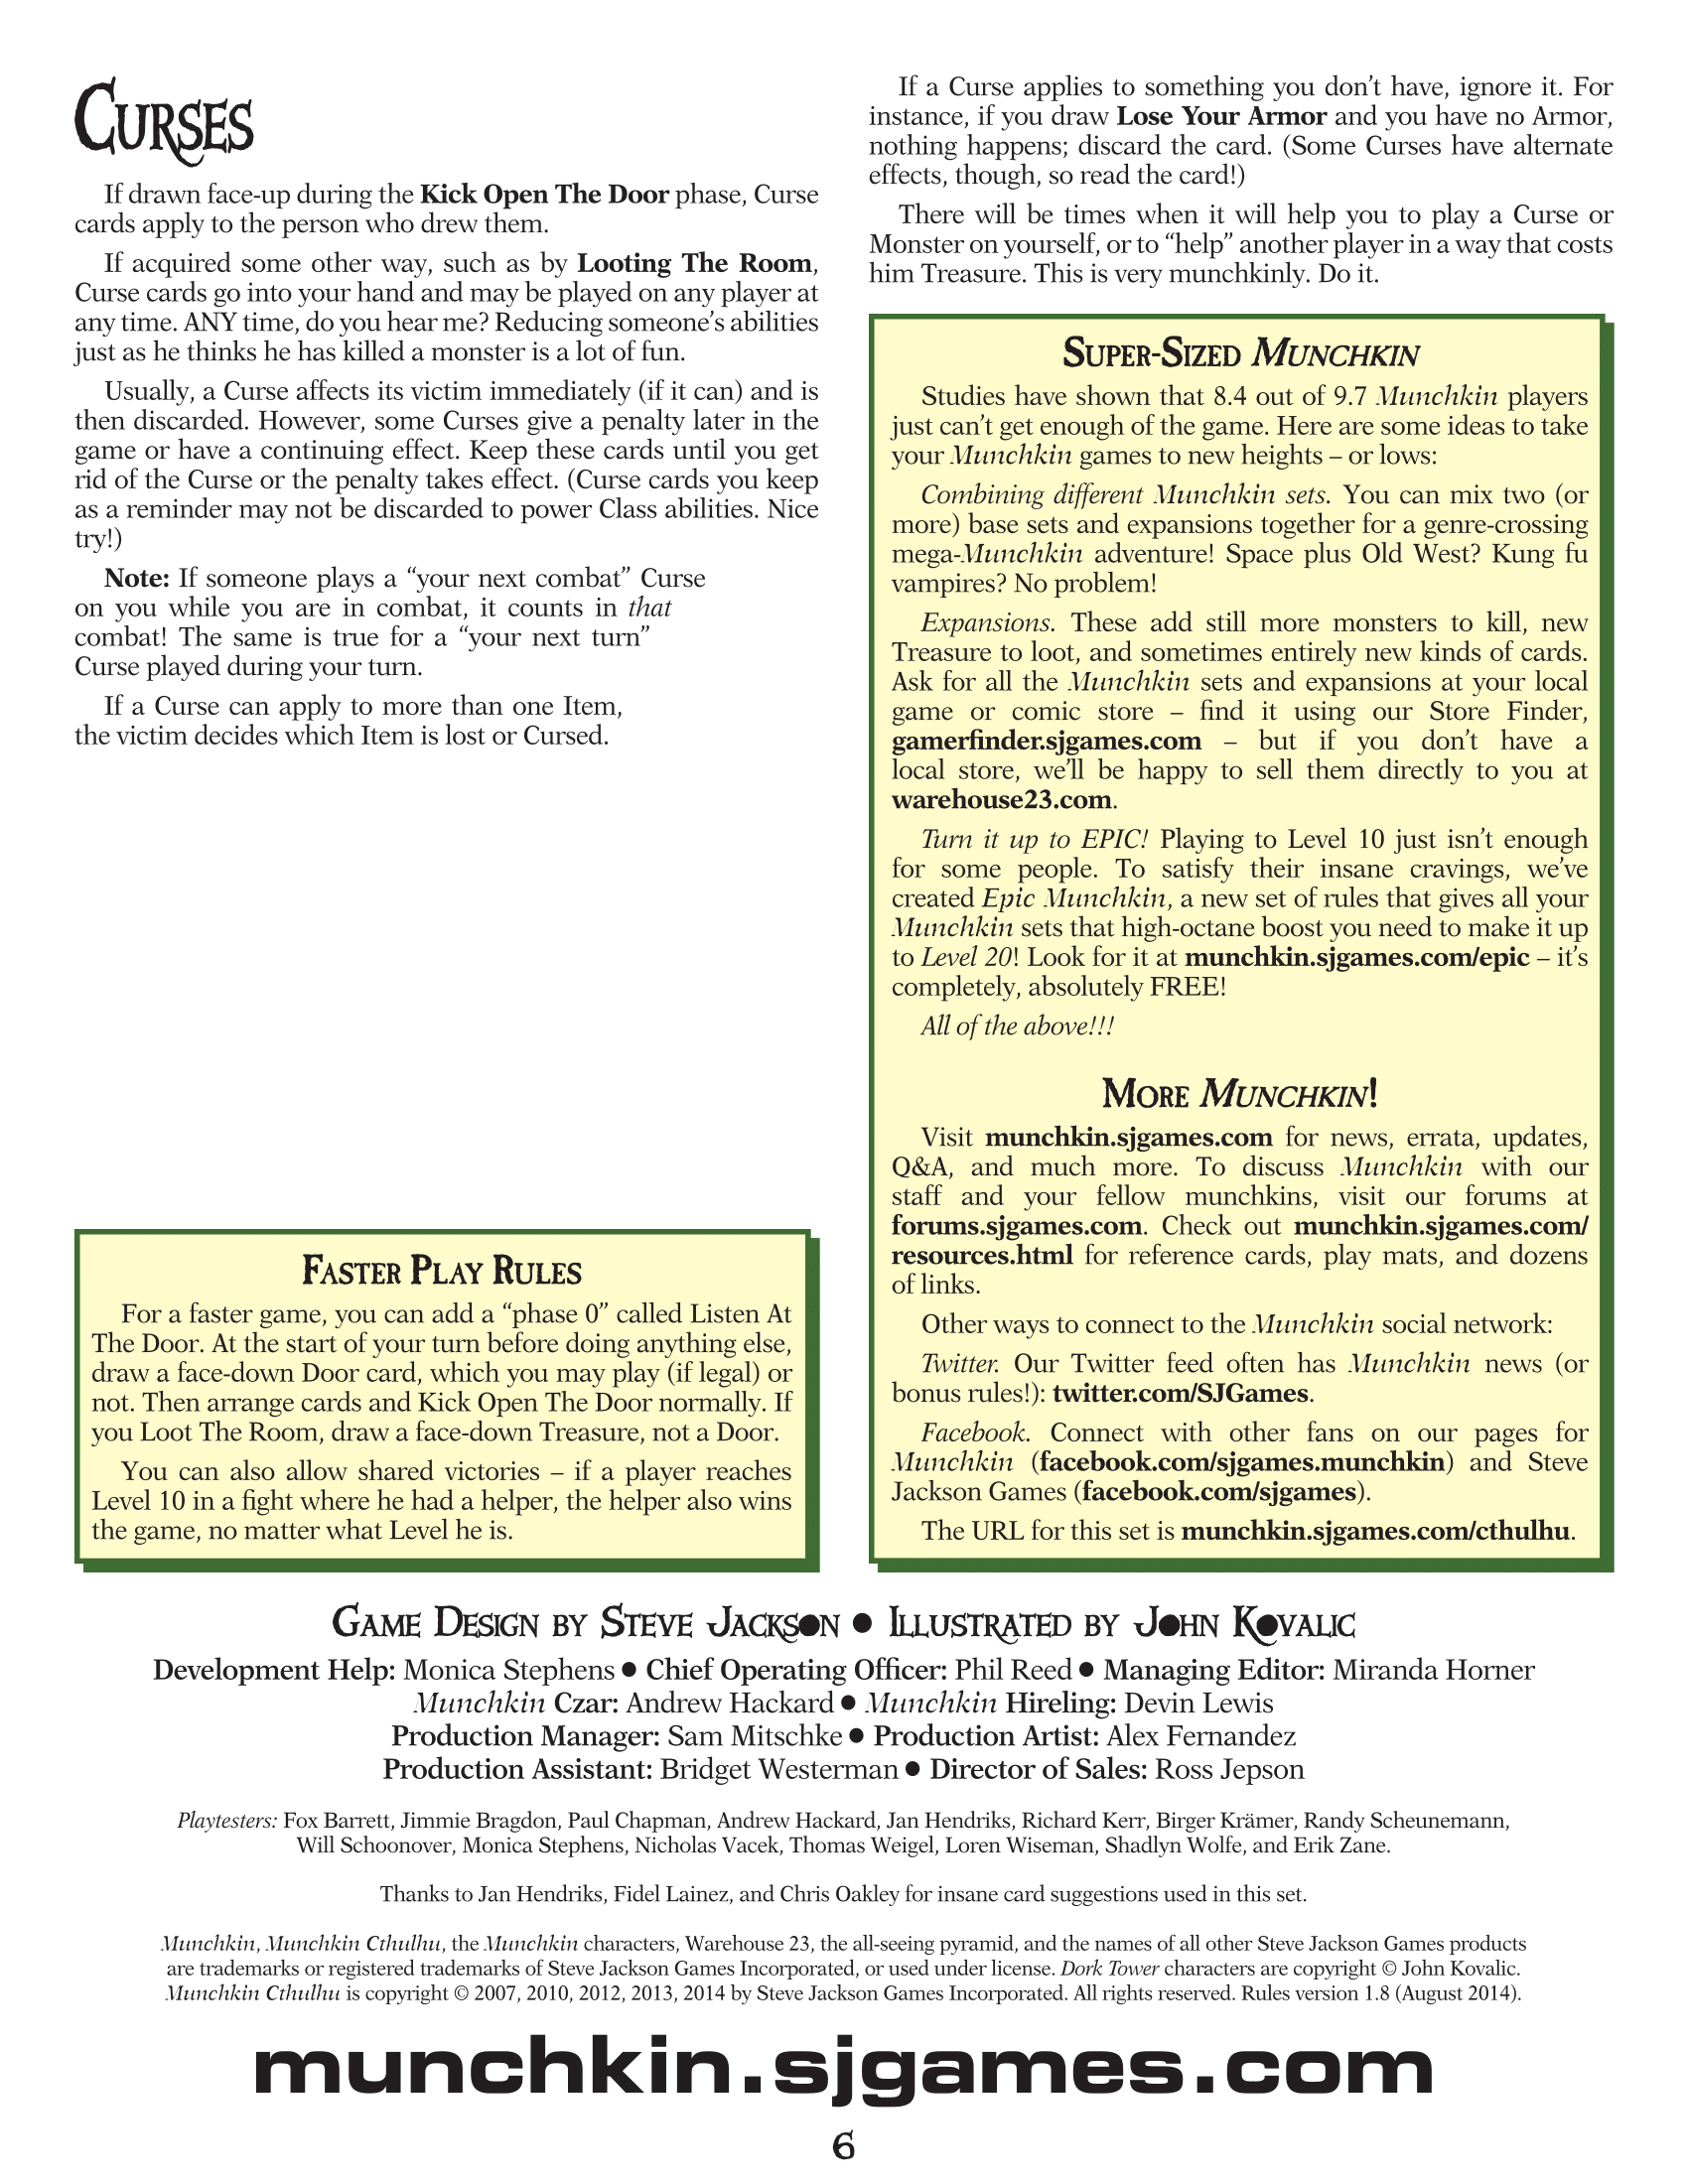 Curses
If drawn face-up during the Kick Open The Door phase, Curse
cards apply to the person who drew them.
If acquired some other way, such as by Looting The Room,
Curse cards go into your hand and may be played on any player at
any time. ANY time, do you hear me? Reducing someone’s abilities
just as he thinks he has killed a monster is a lot of fun.
Usually, a Curse affects its victim immediately (if it can) and is
then discarded. However, some Curses give a penalty later in the
game or have a continuing effect. Keep these cards until you get
rid of the Curse or the penalty takes effect. (Curse cards you keep
as a reminder may not be discarded to power Class abilities. Nice
try!)
Note: If someone plays a “your next combat” Curse
on you while you are in combat, it counts in that
combat! The same is true for a “your next turn”
Curse played during your turn.
If a Curse can apply to more than one Item,
the victim decides which Item is lost or Cursed.
Faster Play Rules
For a faster game, you can add a “phase 0” called Listen At
The Door. At the start of your turn before doing anything else,
draw a face-down Door card, which you may play (if legal) or
not. Then arrange cards and Kick Open The Door normally. If
you Loot The Room, draw a face-down Treasure, not a Door.
You can also allow shared victories – if a player reaches
Level 10 in a fight where he had a helper, the helper also wins
the game, no matter what Level he is.
If a Curse applies to something you don’t have, ignore it. For
instance, if you draw Lose Your Armor and you have no Armor,
nothing happens; discard the card. (Some Curses have alternate
effects, though, so read the card!)
There will be times when it will help you to play a Curse or
Monster on yourself, or to “help” another player in a way that costs
him Treasure. This is very munchkinly. Do it.
Super-Sized Munchkin
Studies have shown that 8.4 out of 9.7 Munchkin players
just can’t get enough of the game. Here are some ideas to take
your Munchkin games to new heights – or lows:
Combining different Munchkin sets. You can mix two (or
more) base sets and expansions together for a genre-crossing
mega-Munchkin adventure! Space plus Old West? Kung fu
vampires? No problem!
Expansions. These add still more monsters to kill, new
Treasure to loot, and sometimes entirely new kinds of cards.
Ask for all the Munchkin sets and expansions at your local
game or comic store – find it using our Store Finder,
gamerfinder.sjgames.com – but if you don’t have a
local store, we’ll be happy to sell them directly to you at
warehouse23.com.
Turn it up to EPIC! Playing to Level 10 just isn’t enough
for some people. To satisfy their insane cravings, we’ve
created Epic Munchkin, a new set of rules that gives all your
Munchkin sets that high-octane boost you need to make it up
to Level 20! Look for it at munchkin.sjgames.com/epic – it’s
completely, absolutely FREE!
All of the above!!!
More Munchkin!
Visit munchkin.sjgames.com for news, errata, updates,
Q&A, and much more. To discuss Munchkin with our
staff and your fellow munchkins, visit our forums at
forums.sjgames.com. Check out munchkin.sjgames.com/
resources.html for reference cards, play mats, and dozens
of links.
Other ways to connect to the Munchkin social network:
Twitter. Our Twitter feed often has Munchkin news (or
bonus rules!): twitter.com/SJGames.
Facebook. Connect with other fans on our pages for
Munchkin (facebook.com/sjgames.munchkin) and Steve
Jackson Games (facebook.com/sjgames).
The URL for this set is munchkin.sjgames.com/cthulhu.
Game Design by Steve Jackson ● Illustrated by John Kovalic
Development Help: Monica Stephens ● Chief Operating Officer: Phil Reed ● Managing Editor: Miranda Horner
Munchkin Czar: Andrew Hackard ● Munchkin Hireling: Devin Lewis
Production Manager: Sam Mitschke ● Production Artist: Alex Fernandez
Production Assistant: Bridget Westerman ● Director of Sales: Ross Jepson
Playtesters: Fox Barrett, Jimmie Bragdon, Paul Chapman, Andrew Hackard, Jan Hendriks, Richard Kerr, Birger Krämer, Randy Scheunemann,
Will Schoonover, Monica Stephens, Nicholas Vacek, Thomas Weigel, Loren Wiseman, Shadlyn Wolfe, and Erik Zane.
Thanks to Jan Hendriks, Fidel Lainez, and Chris Oakley for insane card suggestions used in this set.
Munchkin, Munchkin Cthulhu, the Munchkin characters, Warehouse 23, the all-seeing pyramid, and the names of all other Steve Jackson Games products
are trademarks or registered trademarks of Steve Jackson Games Incorporated, or used under license. Dork Tower characters are copyright © John Kovalic.
Munchkin Cthulhu is copyright © 2007, 2010, 2012, 2013, 2014 by Steve Jackson Games Incorporated. All rights reserved. Rules version 1.8 (August 2014).
munchkin.sjgames.com
6